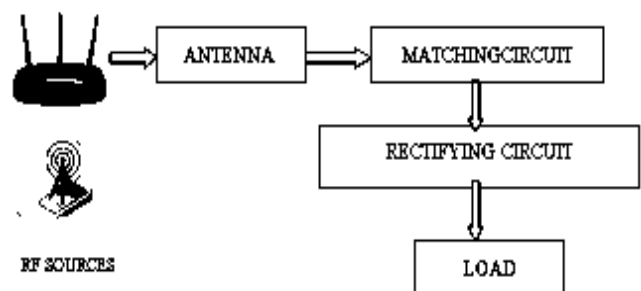 ANTENNA
MATCHINGCIRCUIT
RECTIFYING CIRCUIT
LOAD
RF SOURCES